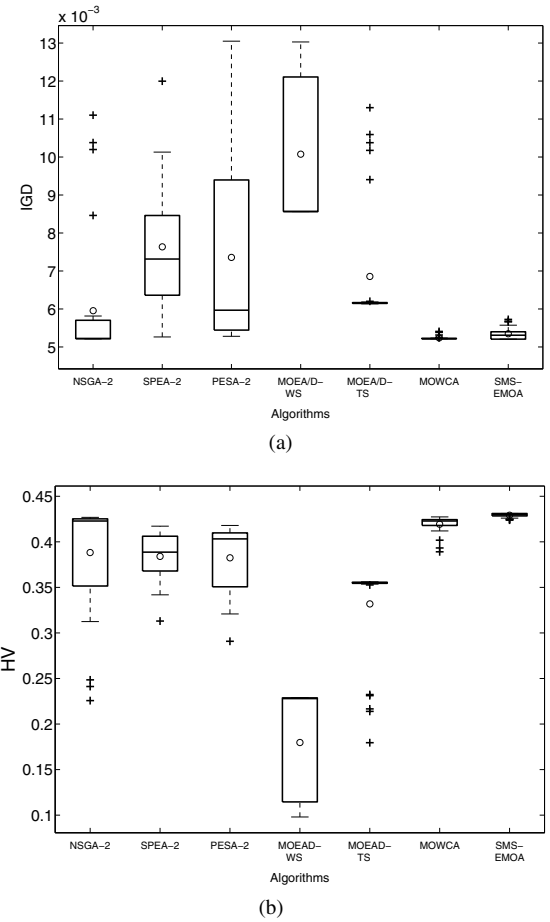 x 10⁻³
13
12
11
10
9
8
7
6
5
IGD
NSGA−2 SPEA−2 PESA−2 MOEA/D−WS MOEA/D−TS MOWCA SMS−EMOA
Algorithms
(a)
0.45
0.4
0.35
0.3
0.25
0.2
0.15
0.1
HV
NSGA−2 SPEA−2 PESA−2 MOEAD−WS MOEAD−TS MOWCA SMS−EMOA
Algorithms
(b)